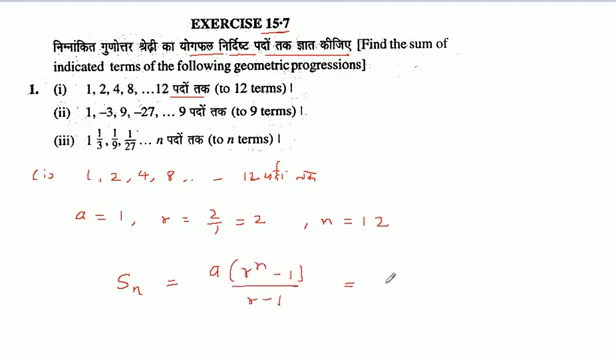 EXERCISE 15·7
निम्नांकित गुणोत्तर श्रेढ़ी का योगफल निर्दिष्ट पदों तक ज्ञात कीजिए [Find the sum of
indicated terms of the following geometric progressions]
1. (i) 1, 2, 4, 8, ...12 पदों तक (to 12 terms)।
(ii) 1, –3, 9, –27, ... 9 पदों तक (to 9 terms)।
(iii) 1 1/3, 1/9, 1/27 ... n पदों तक (to n terms)।
(i) 1, 2, 4, 8, .. - 12 पदों तक
a = 1, r = 2/1 = 2 , n = 12
Sn = a(r^n - 1)/(r - 1) =